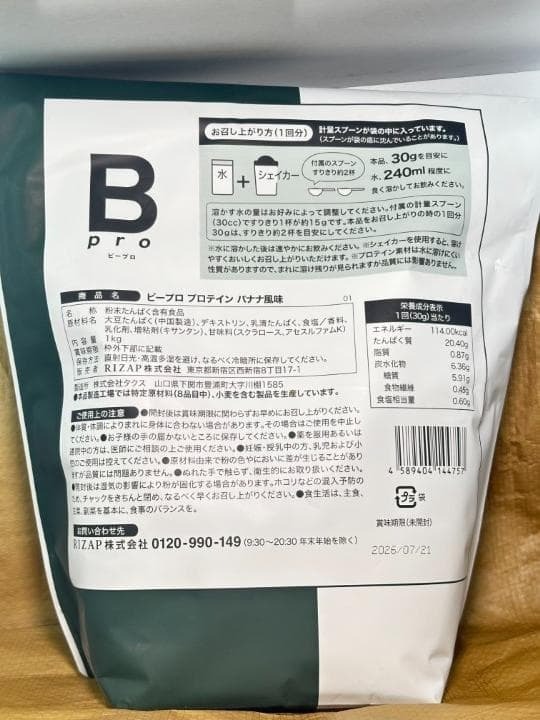 B
pro
ビープロ
お召し上がり方(1回分)
計量スプーンが袋の中に入っています。
(スプーンが袋の底に沈んでいることがあります。)
水
+
シェイカー
付属のスプーン
すりきり約2杯
本品、30gを目安に
水、240ml程度に
良く溶かしてお飲みください。
溶かす水の量はお好みによって調整してください。付属の計量スプーン
(30cc)ですりきり1杯が約15gです。本品をお召し上がりの時の1回分
30gは、すりきり約2杯を目安にしてください。
※水に溶かした後は速やかにお飲みください。※シェイカーを使用すると、溶け
やすくおいしくお召し上がりいただけます。※プロテイン素材は水に溶けにくい
性質がありますので、まれに溶け残りが見られますが品質には影響ありません。
商品名
ビープロ プロテイン バナナ風味
01
名称 粉末たんぱく含有食品
原材料名 大豆たんぱく(中国製造)、デキストリン、乳清たんぱく、食塩/香料、
乳化剤、増粘剤(キサンタン)、甘味料(スクラロース、アセスルファムK)
内容量 1kg
賞味期限 枠外下部に記載
保存方法 直射日光・高温多湿を避け、なるべく冷暗所に保存してください。
販売者 RIZAP株式会社 東京都新宿区西新宿8丁目17-1
製造所 株式会社タクス 山口県下関市豊浦町大字川棚1585
●本品製造工場では特定原材料(8品目中)、小麦を含む製品を生産しています。
栄養成分表示
1回(30g)当たり
エネルギー 114.00kcal
たんぱく質 20.40g
脂質 0.87g
炭水化物 6.36g
糖質 5.91g
食物繊維 0.45g
食塩相当量 0.60g
ご使用上の注意
●開封後は賞味期限に関わらずお早めにお召し上がりください。
●体質・体調によりまれに身体に合わない場合があります。その場合はご使用を中止
してください。●お子様の手の届かないところに保存してください。●薬を服用あるいは
通院中の方は、医師にご相談の上ご使用ください。●妊娠・授乳中の方、乳児および小
児のご使用は控えてください。●原材料由来で粉の色やにおいに差が生じることがあり
ますが品質には問題ありません。●ぬれた手で触らず、衛生的にお取り扱いください。
●開封後は湿気の影響により粉が固化する場合があります。ホコリなどの混入予防の
ため、チャックをきちんと閉め、なるべく早くお召し上がりください。●食生活は、主食、
主菜、副菜を基本に、食事のバランスを。
4 589404 144757
プラ
袋
お問い合わせ先
RIZAP株式会社 0120-990-149(9:30~20:30 年末年始を除く)
賞味期限(未開封)
2026/07/21